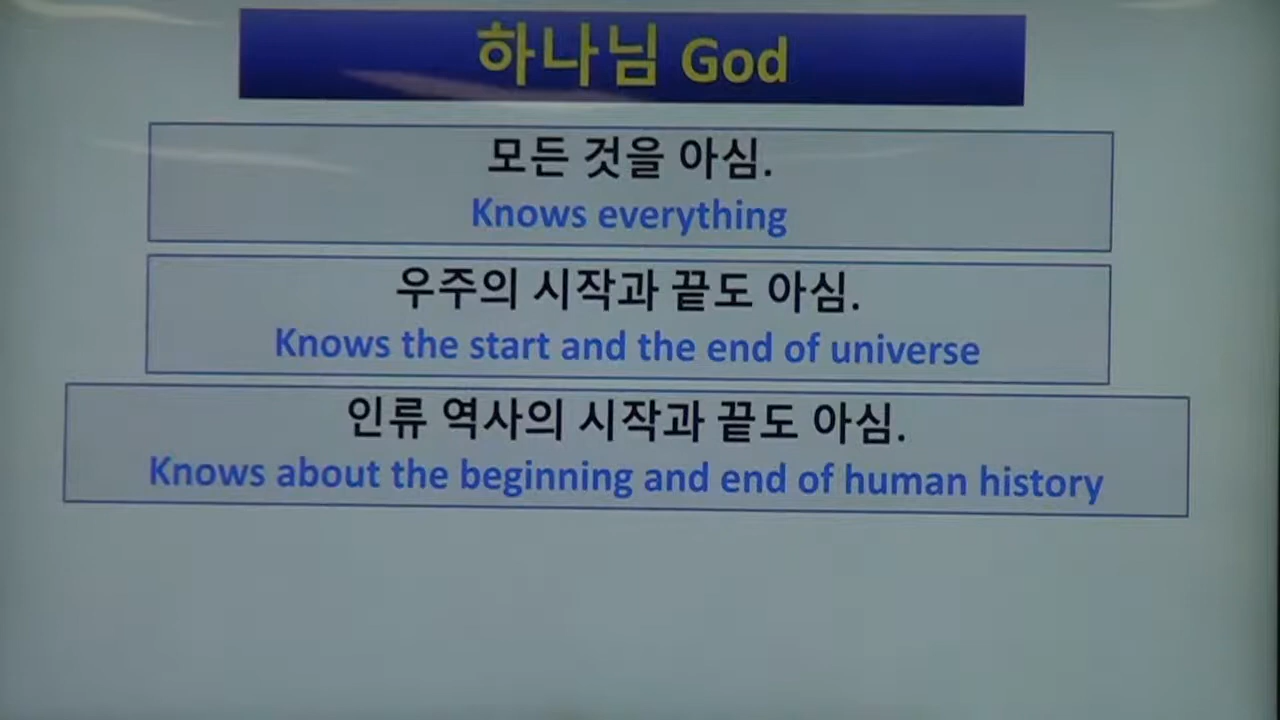 하나님 God
모든 것을 아심.
Knows everything
우주의 시작과 끝도 아심.
Knows the start and the end of universe
인류 역사의 시작과 끝도 아심.
Knows about the beginning and end of human history